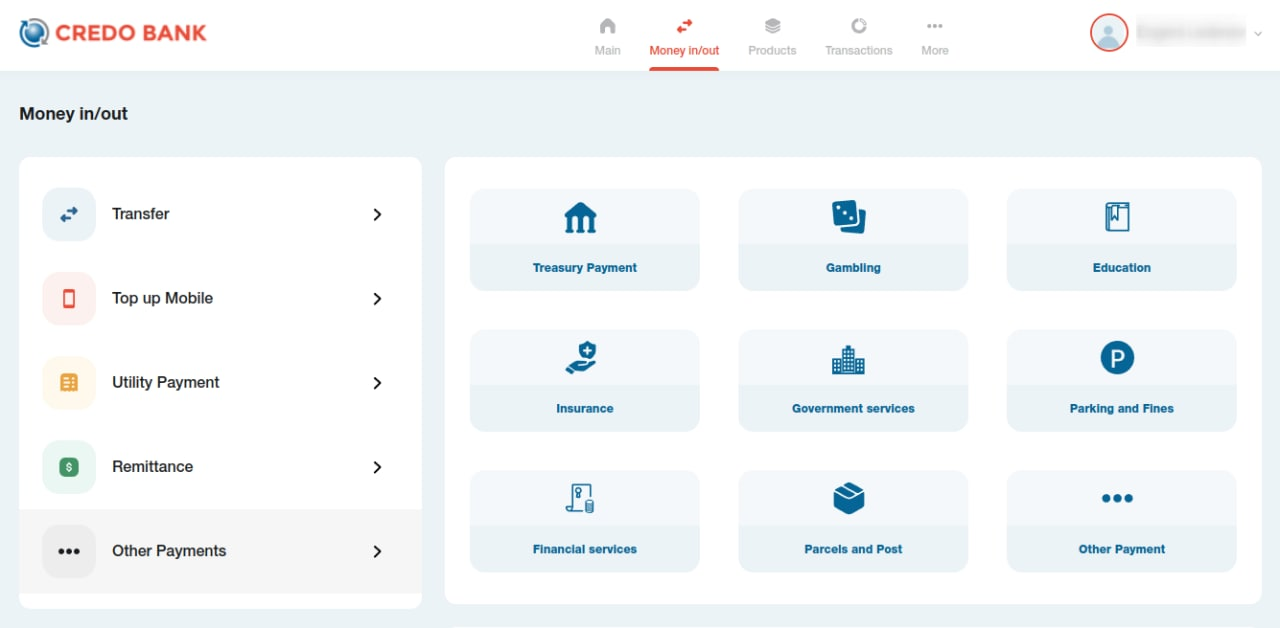 CREDO BANK
Main
Money in/out
Products
Transactions
More
Money in/out
Transfer
Top up Mobile
Utility Payment
Remittance
Other Payments
Treasury Payment
Gambling
Education
Insurance
Government services
Parking and Fines
Financial services
Parcels and Post
Other Payment